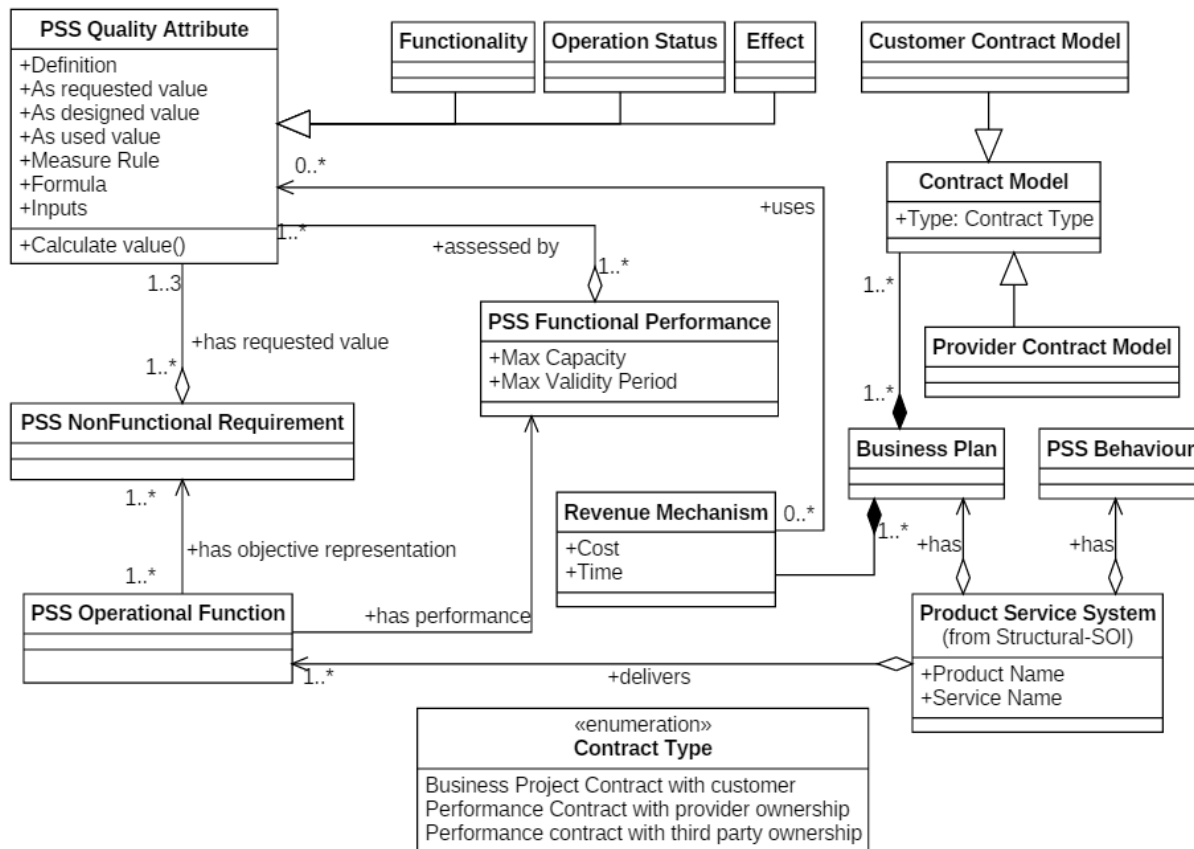 PSS Quality Attribute
+Definition
+As requested value
+As designed value
+As used value
+Measure Rule
+Formula
+Inputs
+Calculate value()
Functionality
Operation Status
Effect
Customer Contract Model
0..*
+uses
Contract Model
+Type: Contract Type
1..*
+assessed by
1..*
1..3
1..*
PSS Functional Performance
+Max Capacity
+Max Validity Period
Provider Contract Model
+has requested value
1..*
1..*
PSS NonFunctional Requirement
Business Plan
PSS Behaviour
1..*
Revenue Mechanism
+Cost
+Time
0..*
1..*
+has
+has
+has objective representation
1..*
PSS Operational Function
+has performance
Product Service System
(from Structural-SOI)
+Product Name
+Service Name
1..*
+delivers
«enumeration»
Contract Type
Business Project Contract with customer
Performance Contract with provider ownership
Performance contract with third party ownership